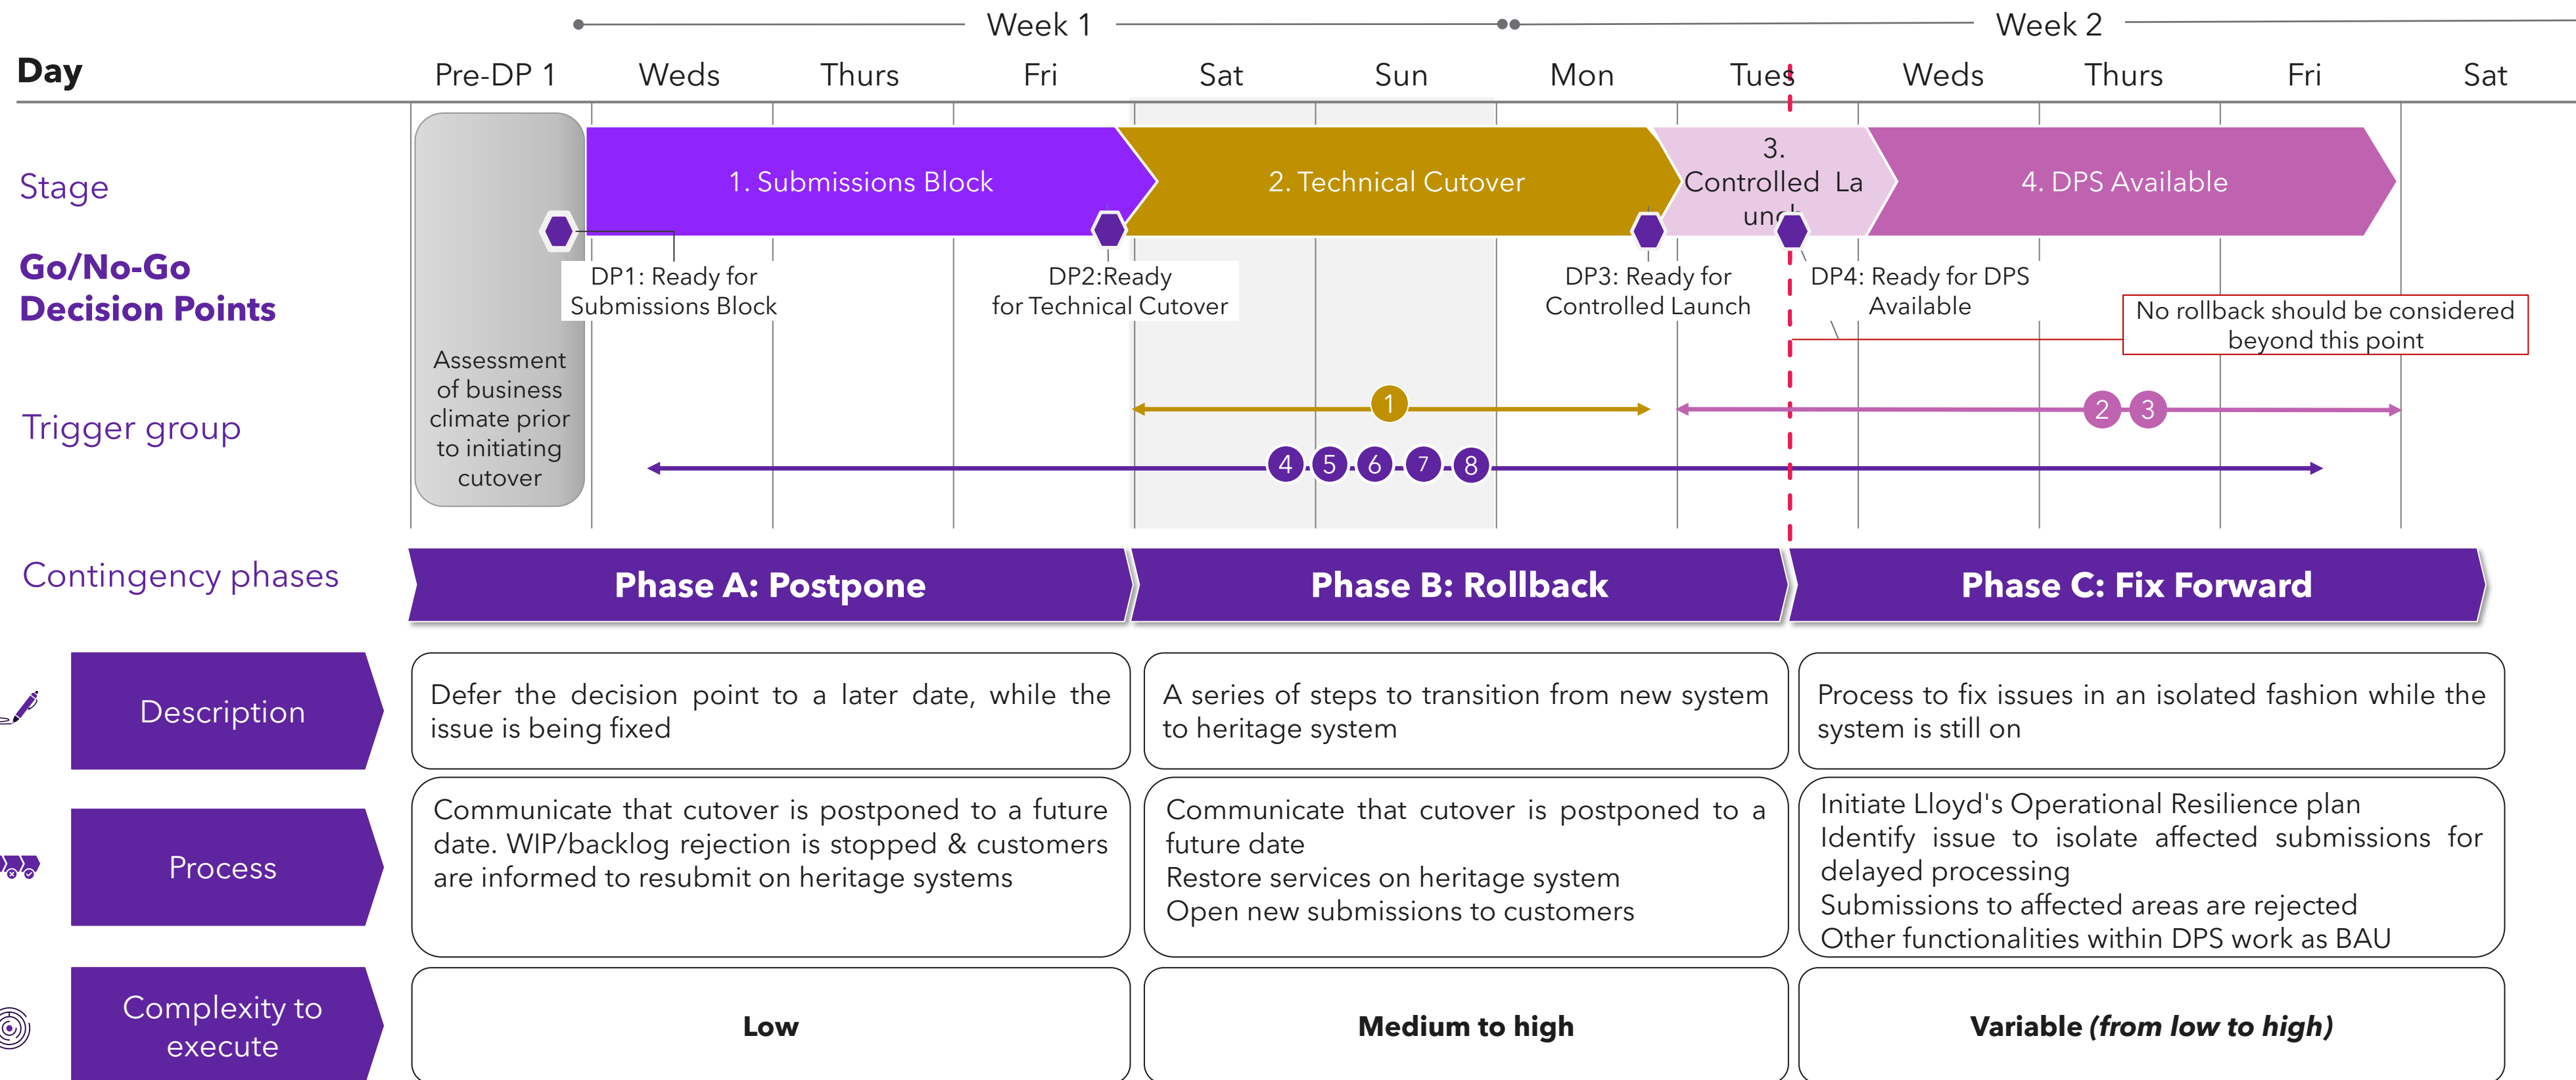 Week 1
Week 2
Day
Pre-DP 1
Weds
Thurs
Fri
Sat
Sun
Mon
Tues
Weds
Thurs
Fri
Sat
Stage
1. Submissions Block
2. Technical Cutover
3.
Controlled La
unch
4. DPS Available
Go/No-Go
Decision Points
DP1: Ready for
Submissions Block
DP2:Ready
for Technical Cutover
DP3: Ready for
Controlled Launch
DP4: Ready for DPS
Available
No rollback should be considered
beyond this point
Assessment
of business
climate prior
to initiating
cutover
Trigger group
1
2
3
4
5
6
7
8
Contingency phases
Phase A: Postpone
Phase B: Rollback
Phase C: Fix Forward
Description
Defer the decision point to a later date, while the
issue is being fixed
A series of steps to transition from new system
to heritage system
Process to fix issues in an isolated fashion while the
system is still on
Process
Communicate that cutover is postponed to a future
date. WIP/backlog rejection is stopped & customers
are informed to resubmit on heritage systems
Communicate that cutover is postponed to a
future date
Restore services on heritage system
Open new submissions to customers
Initiate Lloyd's Operational Resilience plan
Identify issue to isolate affected submissions for
delayed processing
Submissions to affected areas are rejected
Other functionalities within DPS work as BAU
Complexity to
execute
Low
Medium to high
Variable (from low to high)